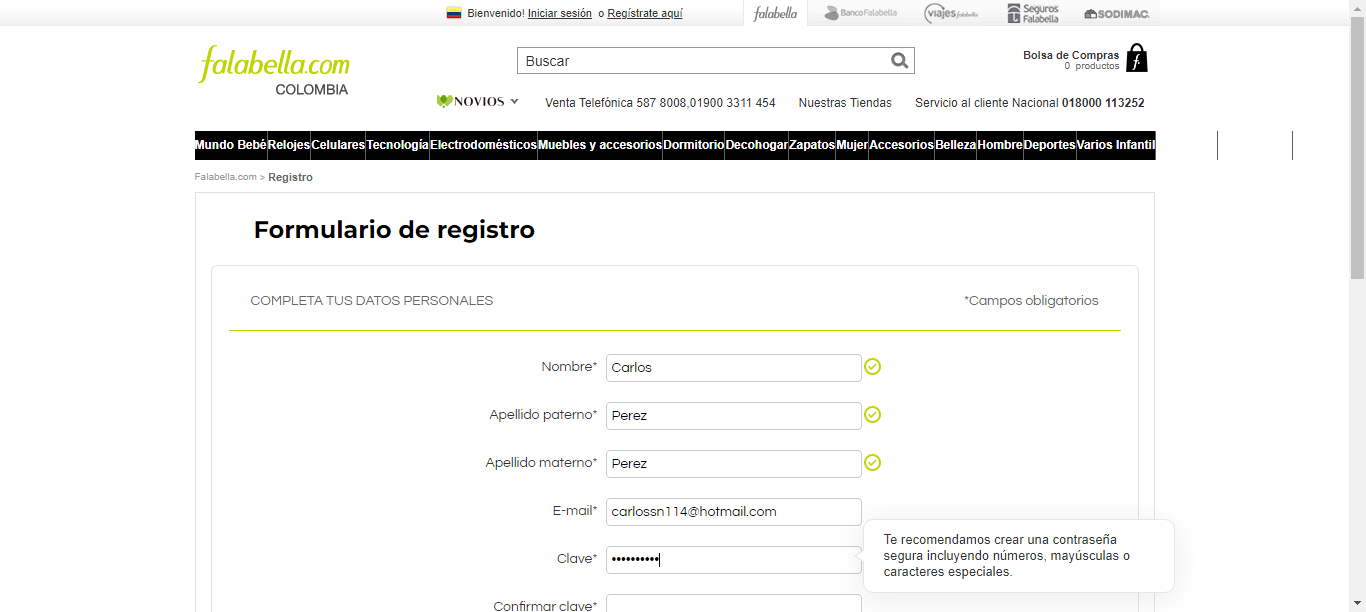 Bienvenido! Iniciar sesión o Regístrate aquí
falabella
BancoFalabella
viajes falabella
Seguros Falabella
SODIMAC
falabella.com
COLOMBIA
Buscar
Bolsa de Compras
0 productos
NOVIOS
Venta Telefónica 587 8008,01900 3311 454
Nuestras Tiendas
Servicio al cliente Nacional 018000 113252
Mundo Bebé Relojes Celulares Tecnología Electrodomésticos Muebles y accesorios Dormitorio Decohogar Zapatos Mujer Accesorios Belleza Hombre Deportes Varios Infantil
Falabella.com > Registro
Formulario de registro
COMPLETA TUS DATOS PERSONALES
*Campos obligatorios
Nombre* Carlos
Apellido paterno* Perez
Apellido materno* Perez
E-mail* carlossn114@hotmail.com
Clave* ••••••••••
Te recomendamos crear una contraseña
segura incluyendo números, mayúsculas o
caracteres especiales.
Confirmar clave*